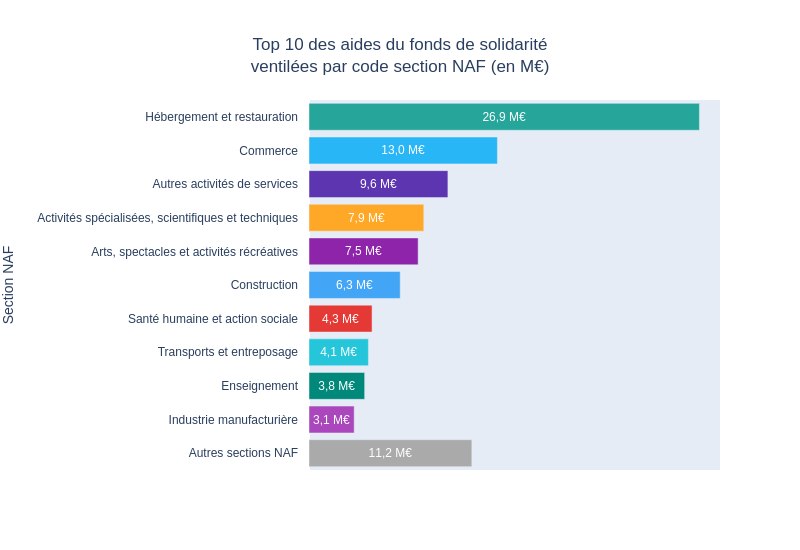 Top 10 des aides du fonds de solidarité
ventilées par code section NAF (en M€)
Section NAF
Hébergement et restauration 26,9 M€
Commerce 13,0 M€
Autres activités de services 9,6 M€
Activités spécialisées, scientifiques et techniques 7,9 M€
Arts, spectacles et activités récréatives 7,5 M€
Construction 6,3 M€
Santé humaine et action sociale 4,3 M€
Transports et entreposage 4,1 M€
Enseignement 3,8 M€
Industrie manufacturière 3,1 M€
Autres sections NAF 11,2 M€